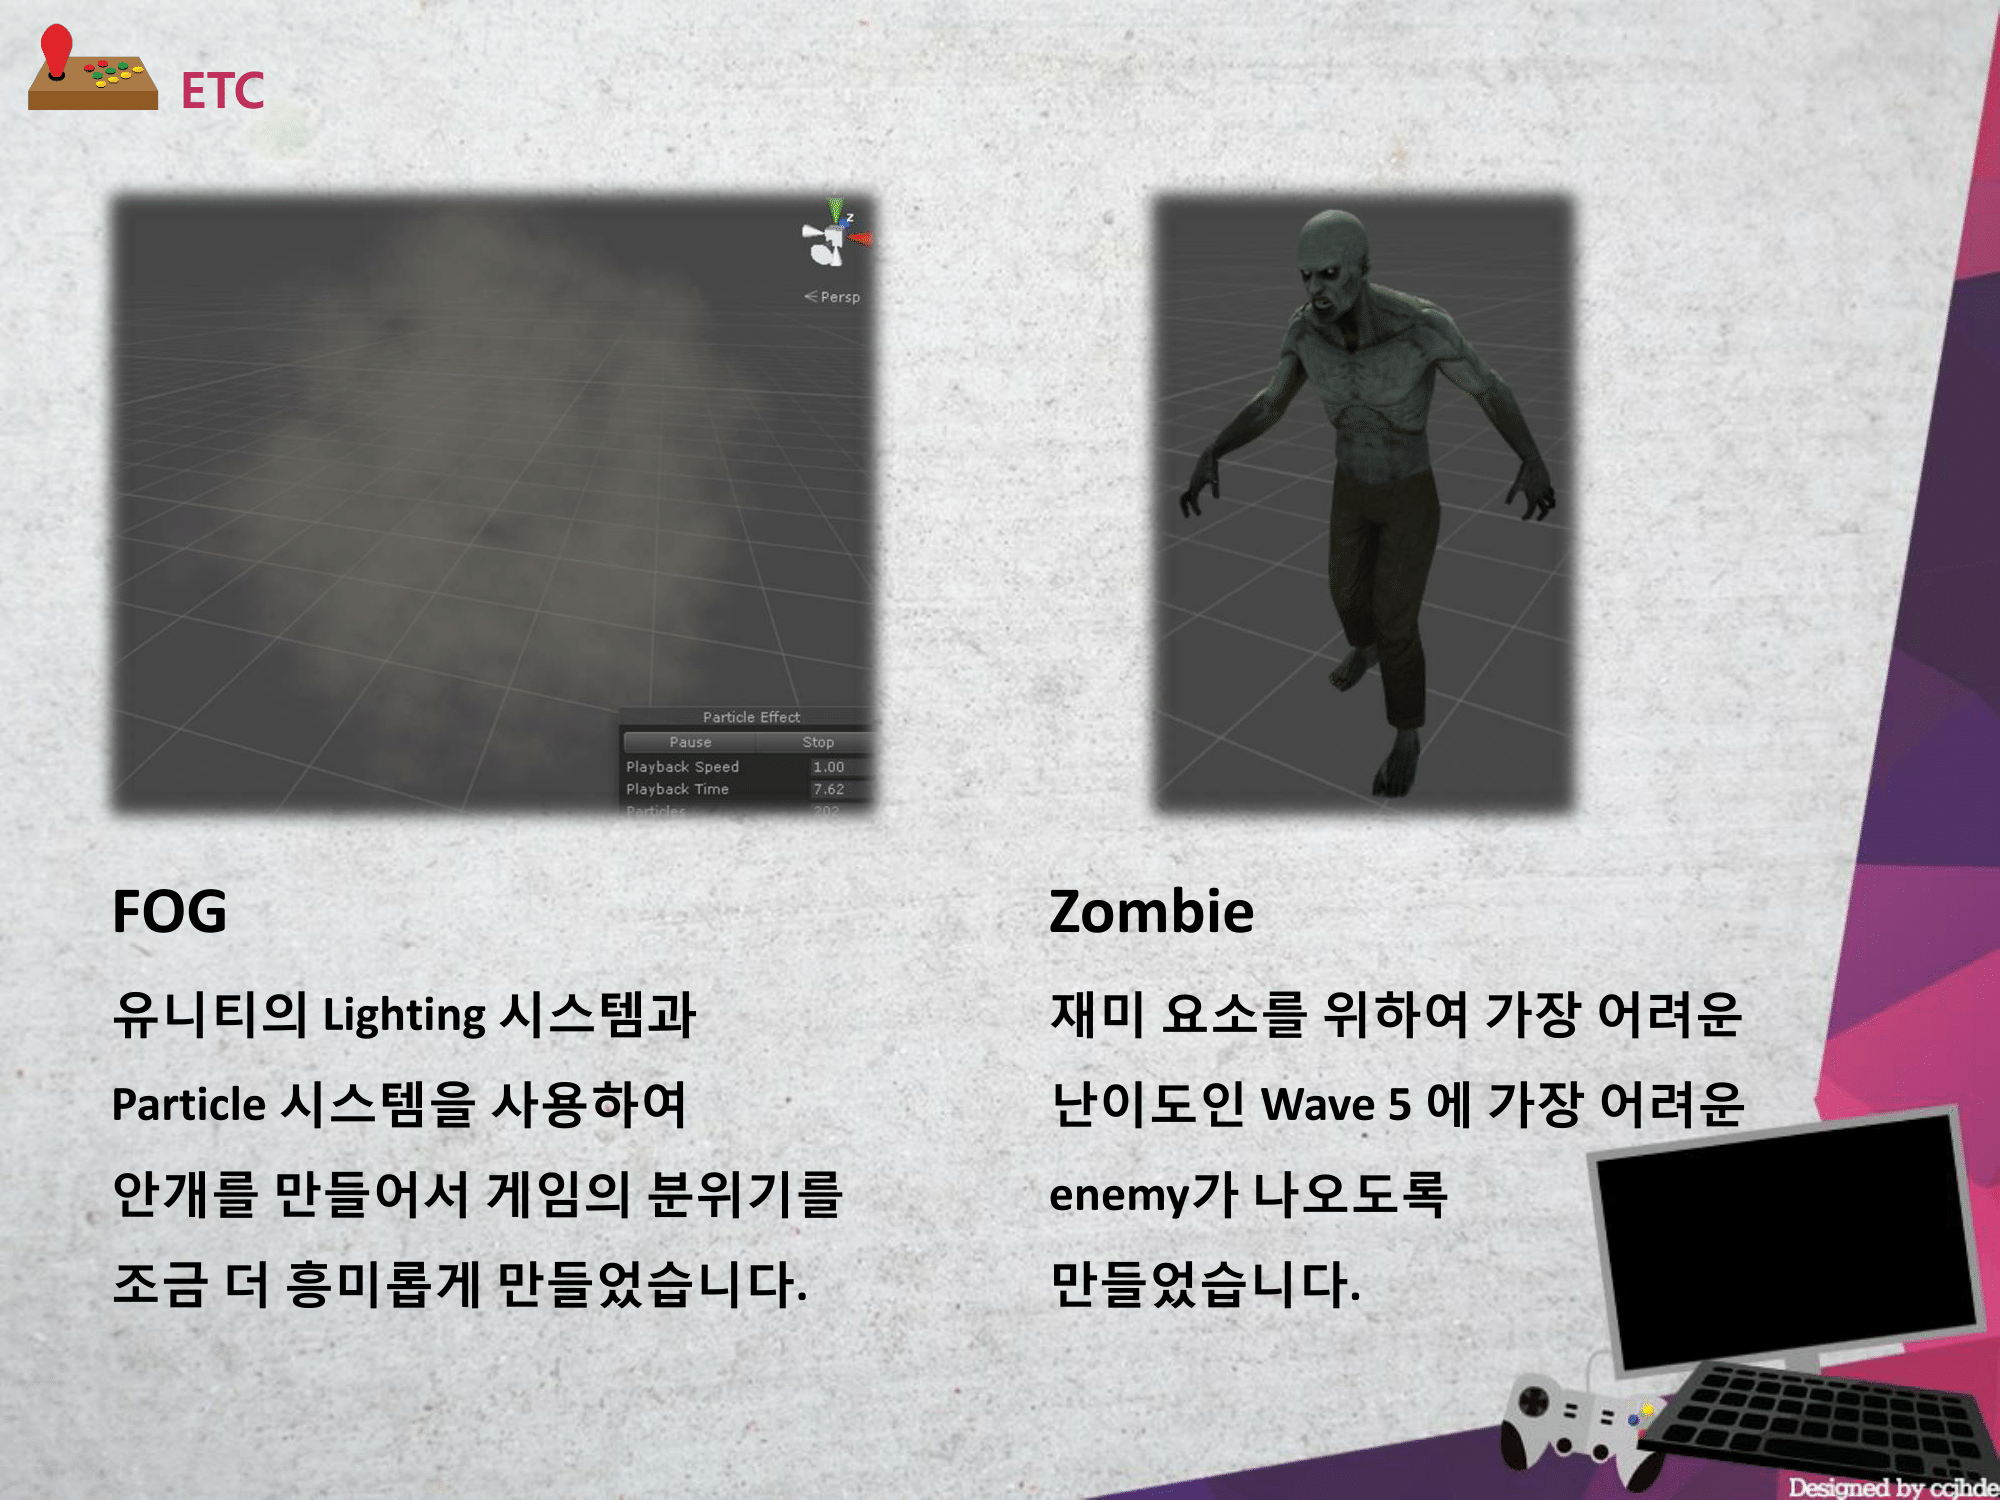 ETC
z
Persp
Particle Effect
Pause Stop
Playback Speed 1.00
Playback Time 7.62
Particles 202
FOG
유니티의 Lighting 시스템과
Particle 시스템을 사용하여
안개를 만들어서 게임의 분위기를
조금 더 흥미롭게 만들었습니다.
Zombie
재미 요소를 위하여 가장 어려운
난이도인 Wave 5 에 가장 어려운
enemy가 나오도록
만들었습니다.
Designed by ccjhde